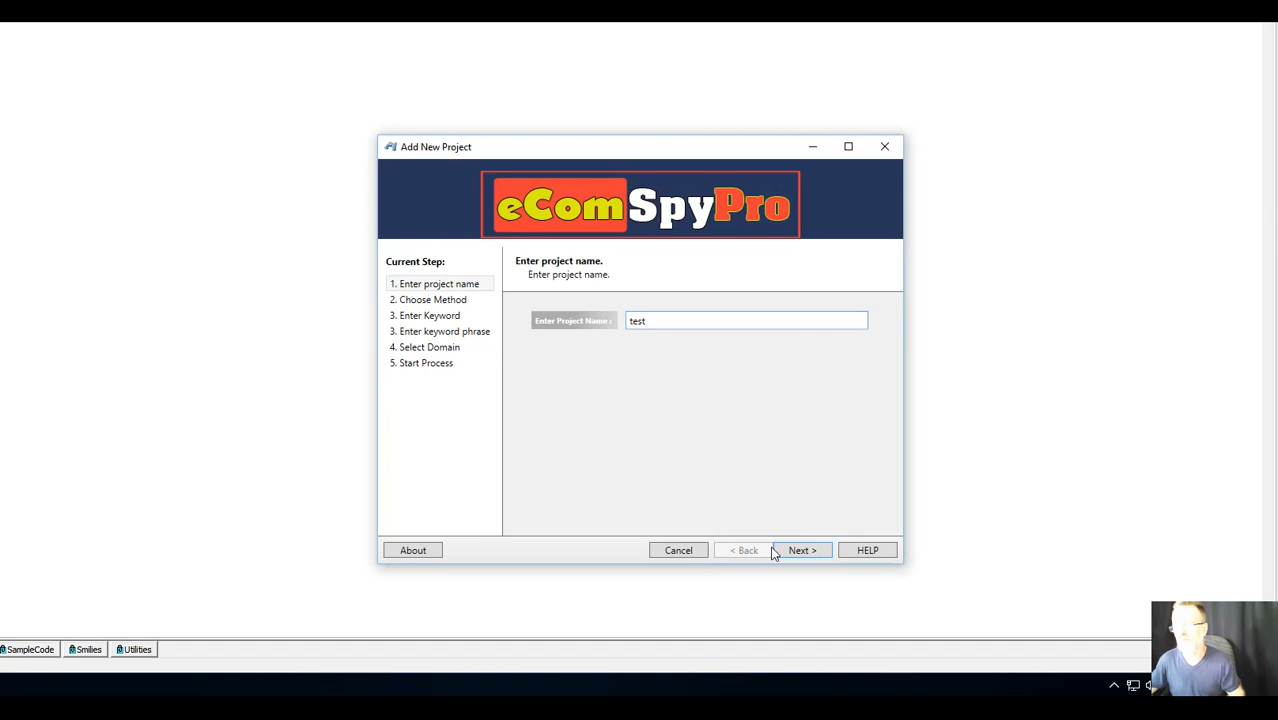 Add New Project
eComSpyPro
Current Step:
1. Enter project name
2. Choose Method
3. Enter Keyword
3. Enter keyword phrase
4. Select Domain
5. Start Process
Enter project name.
Enter project name.
Enter Project Name :
test
About
Cancel
< Back
Next >
HELP
SampleCode
Smilies
Utilities